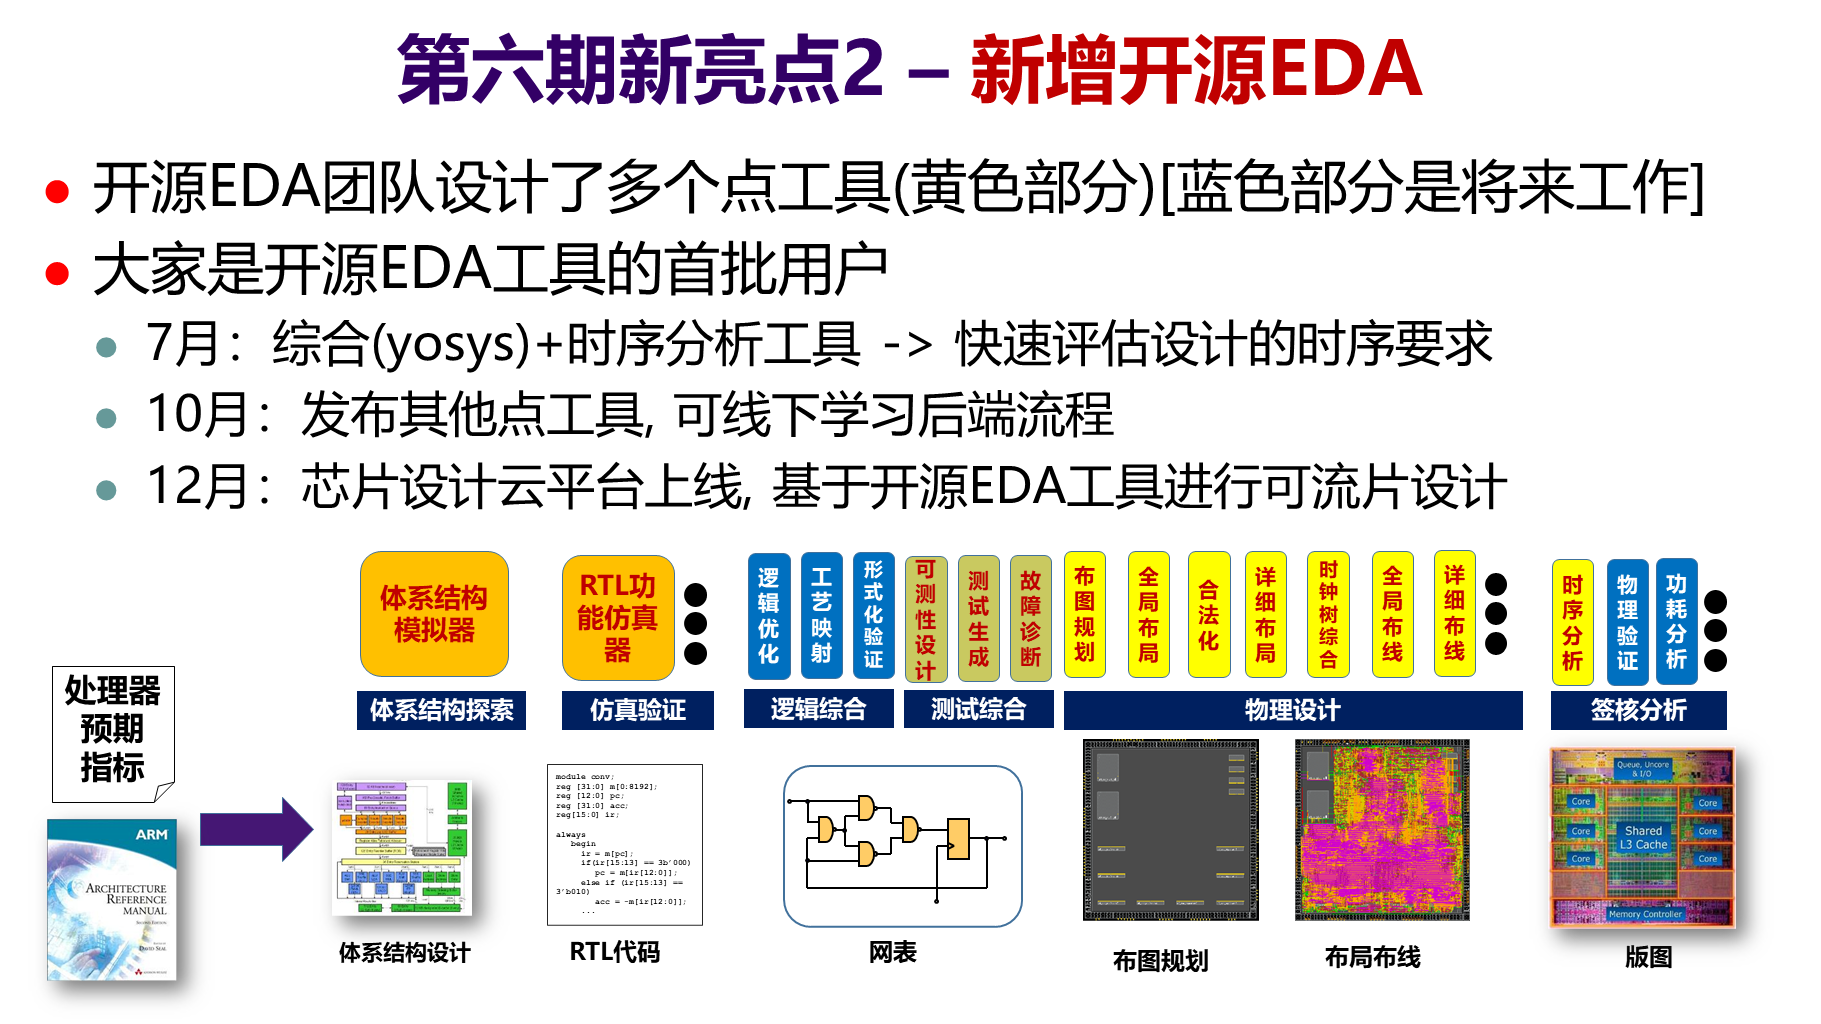 第六期新亮点2 – 新增开源EDA
开源EDA团队设计了多个点工具(黄色部分)[蓝色部分是将来工作]
大家是开源EDA工具的首批用户
7月：综合(yosys)+时序分析工具 -> 快速评估设计的时序要求
10月：发布其他点工具, 可线下学习后端流程
12月：芯片设计云平台上线, 基于开源EDA工具进行可流片设计
体系结构
模拟器
RTL功
能仿真
器
逻辑优化
工艺映射
形式化验证
可测性设计
测试生成
故障诊断
布图规划
全局布局
合法化
详细布局
时钟树综合
全局布线
详细布线
时序分析
物理验证
功耗分析
体系结构探索
仿真验证
逻辑综合
测试综合
物理设计
签核分析
处理器
预期
指标
ARM
ARCHITECTURE
REFERENCE
MANUAL
SECOND EDITION
DAVID SEAL
体系结构设计
module conv;
reg [31:0] m[0:8192];
reg [12:0] pc;
reg [31:0] acc;
reg[15:0] ir;
always
begin
ir = m[pc];
if(ir[15:13] == 3b'000)
pc = m[ir[12:0]];
else if (ir[15:13] ==
3'b010)
acc = -m[ir[12:0]];
...
RTL代码
网表
布图规划
布局布线
Queue, Uncore
& I/O
Core
Core
Core
Shared
L3 Cache
Core
Core
Core
Memory Controller
版图